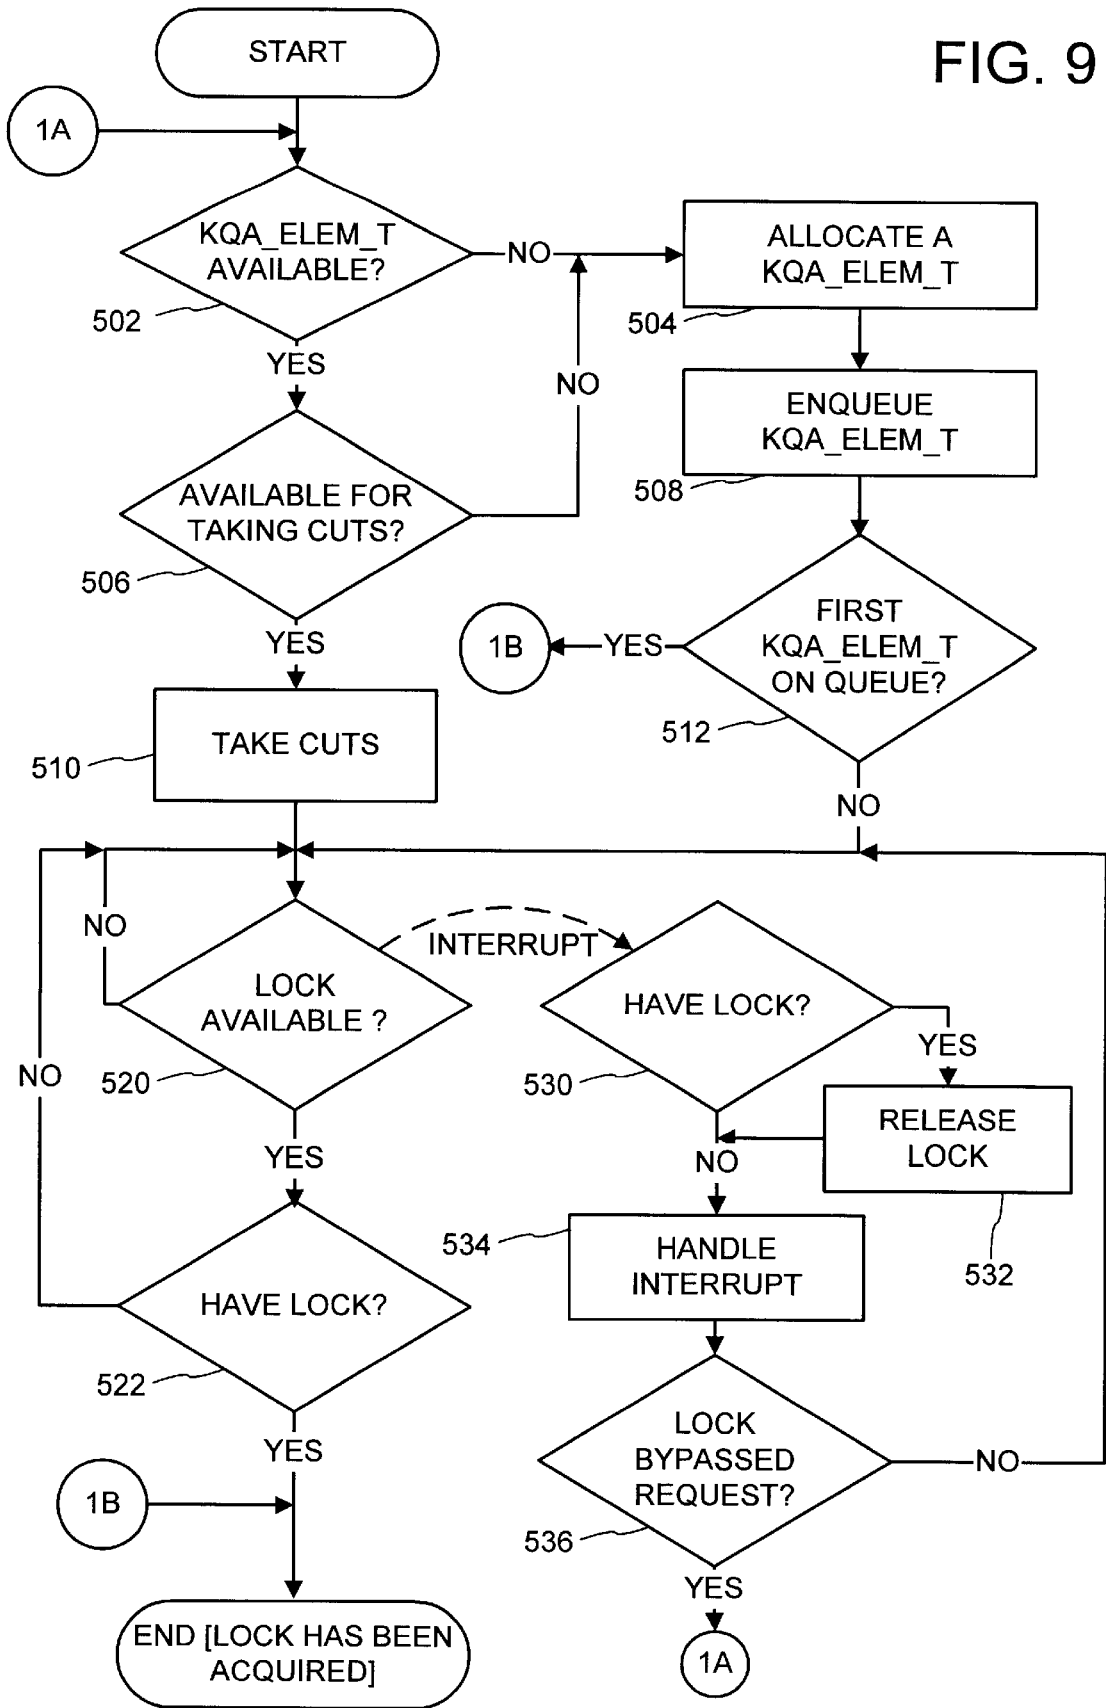 START
FIG. 9
1A
KQA_ELEM_T
AVAILABLE?
NO
ALLOCATE A
KQA_ELEM_T
502
504
YES
NO
ENQUEUE
KQA_ELEM_T
508
AVAILABLE FOR
TAKING CUTS?
506
YES
1B
YES
FIRST
KQA_ELEM_T
ON QUEUE?
512
TAKE CUTS
510
NO
NO
INTERRUPT
LOCK
AVAILABLE ?
520
HAVE LOCK?
530
YES
NO
YES
RELEASE
LOCK
532
NO
534
HANDLE
INTERRUPT
HAVE LOCK?
522
YES
LOCK
BYPASSED
REQUEST?
536
NO
1B
YES
END [LOCK HAS BEEN
ACQUIRED]
1A